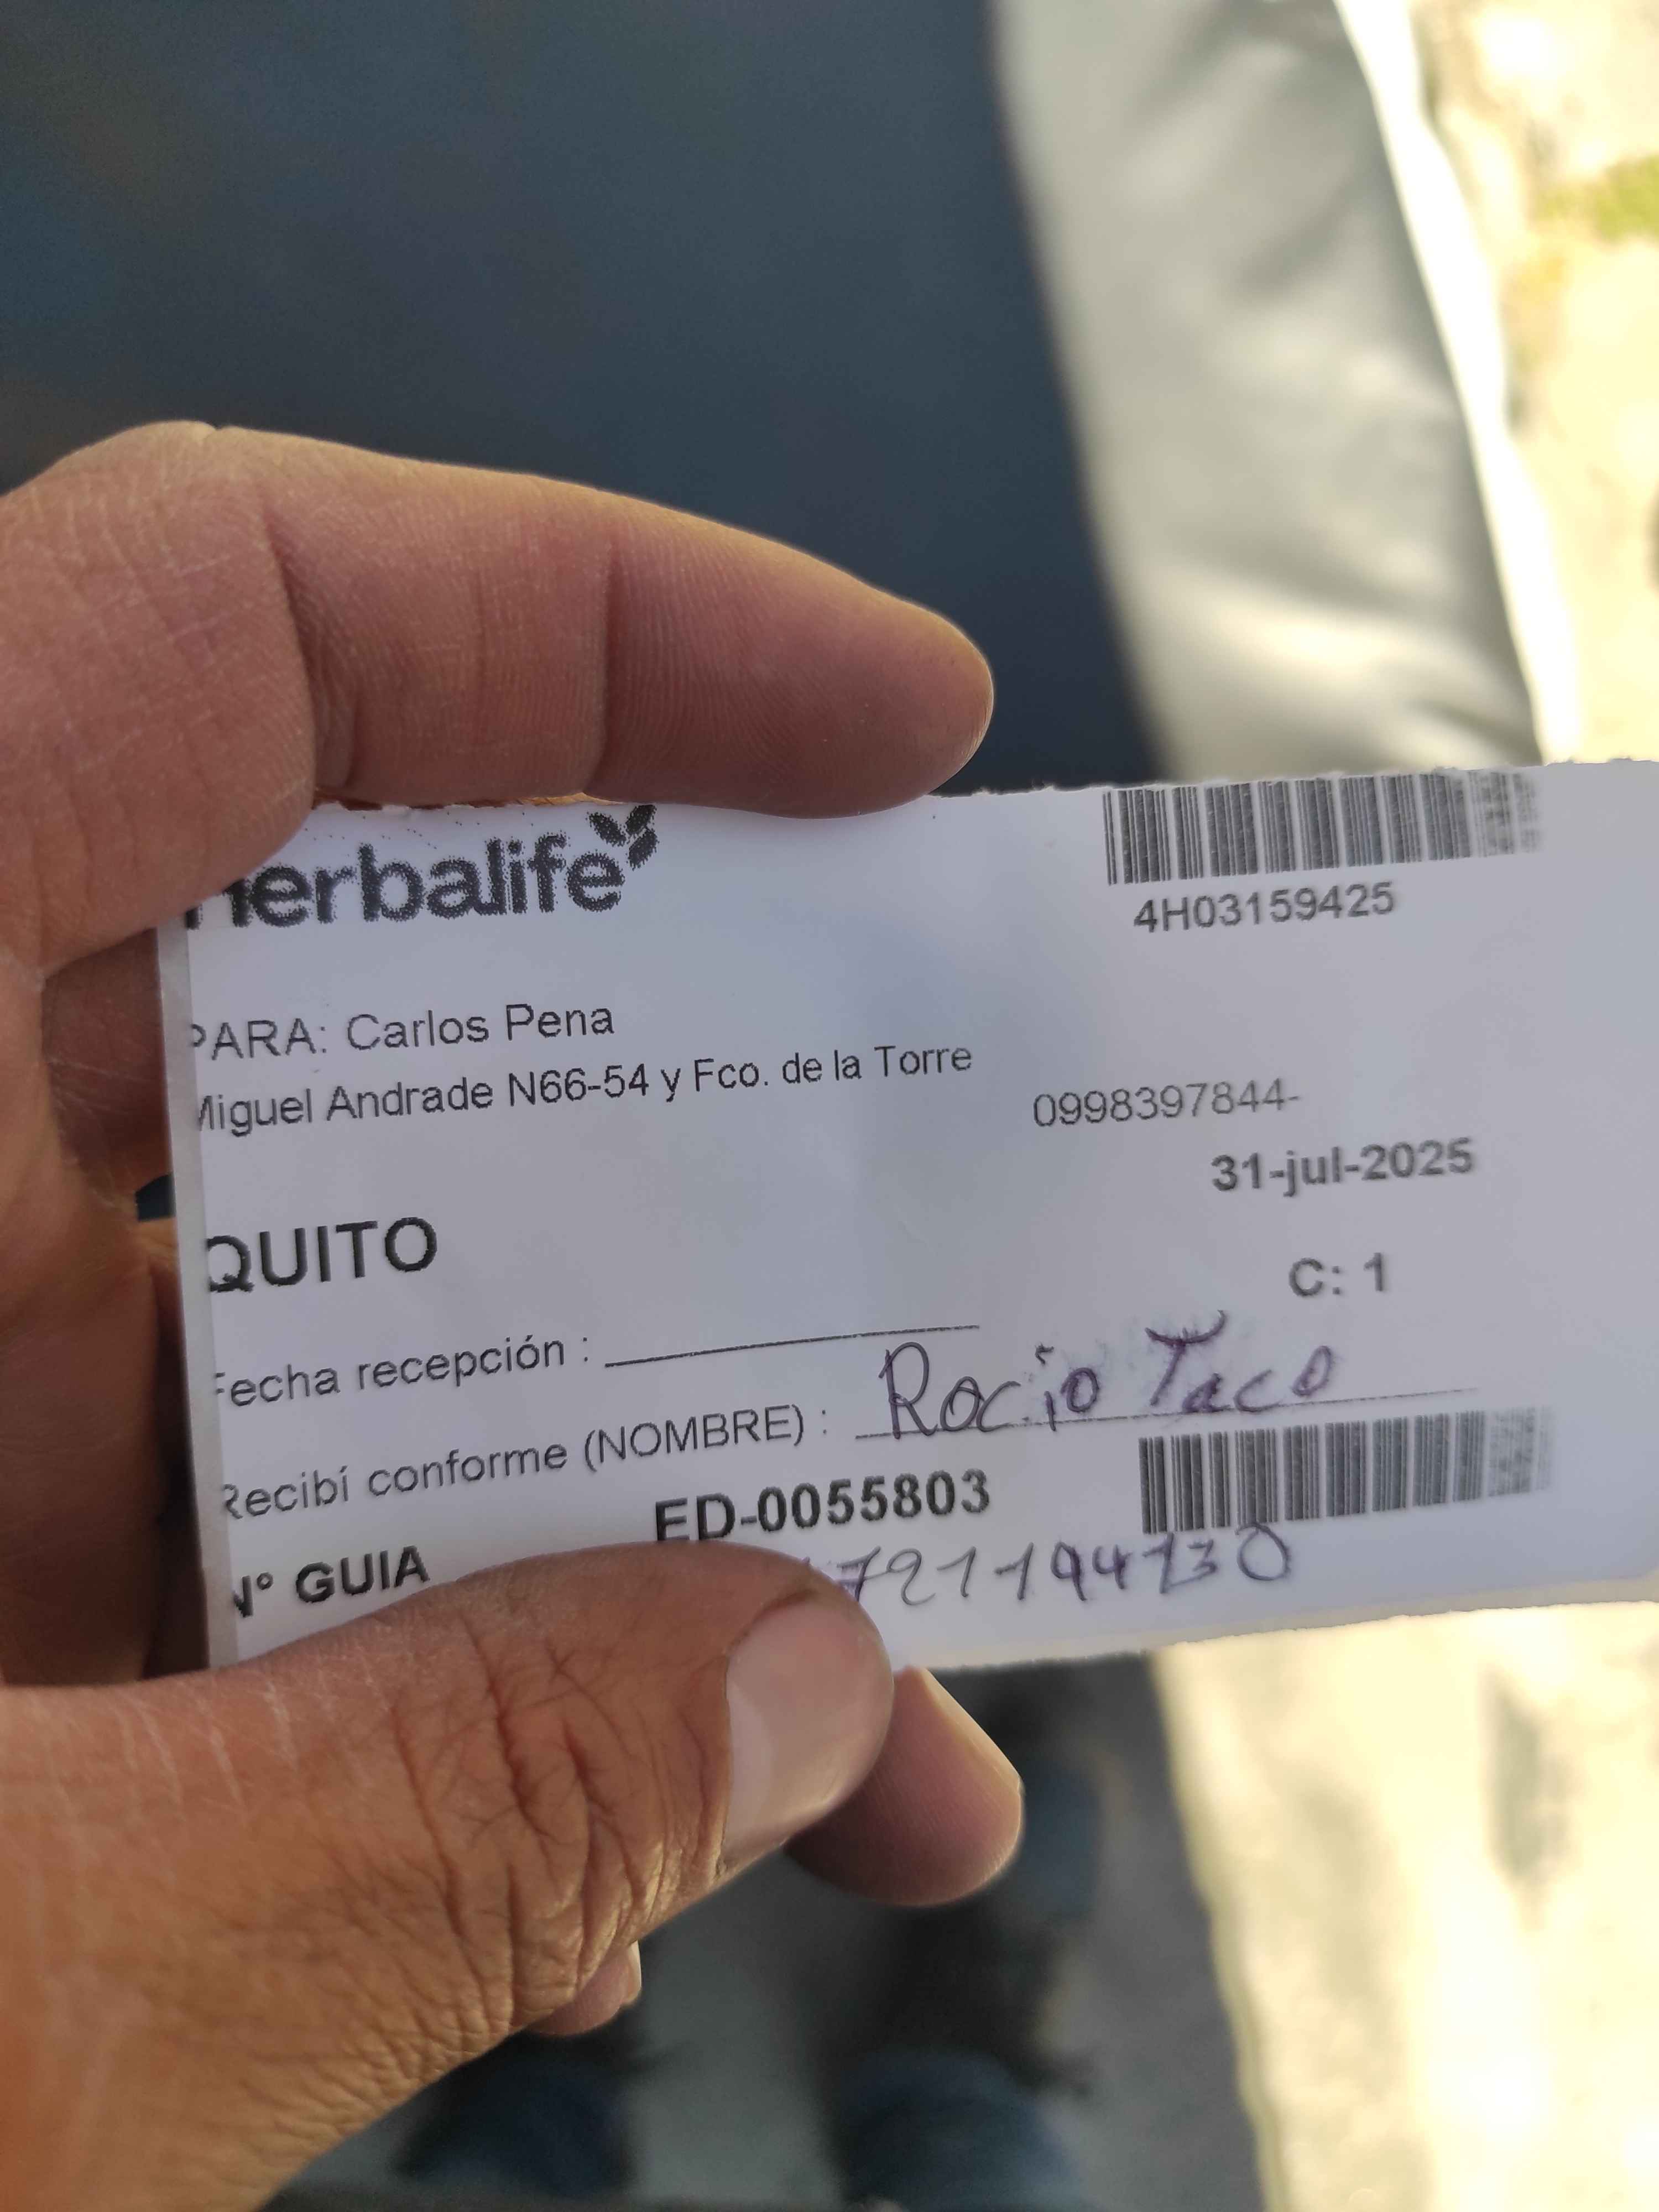 herbalife
4H03159425
PARA: Carlos Pena
Miguel Andrade N66-54 y Fco. de la Torre
0998397844-
31-jul-2025
QUITO
C: 1
Fecha recepción :
Recibí conforme (NOMBRE) : Rocio Taco
Nº GUIA ED-0055803